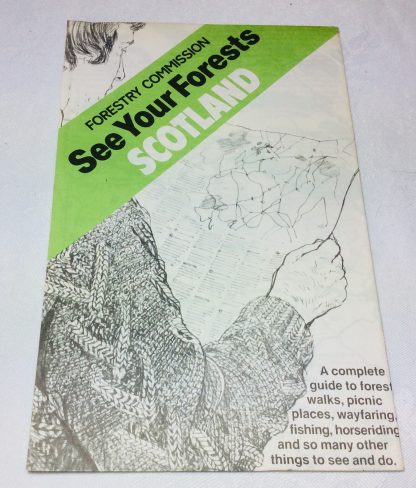 FORESTRY COMMISSION
See Your Forests
SCOTLAND
A complete
guide to forest
walks, picnic
places, wayfaring,
fishing, horseriding
and so many other
things to see and do.